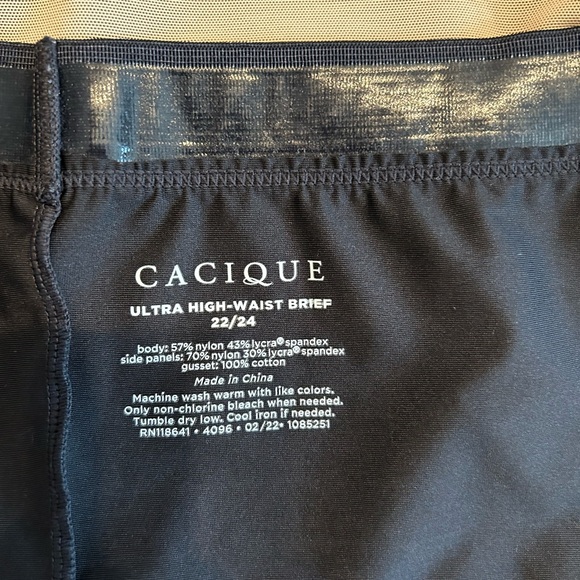 CACIQUE
ULTRA HIGH-WAIST BRIEF
22/24
body: 57% nylon 43% lycra® spandex
side panels: 70% nylon 30% lycra® spandex
gusset: 100% cotton
Made in China
Machine wash warm with like colors.
Only non-chlorine bleach when needed.
Tumble dry low. Cool iron if needed.
RN118641 • 4096 • 02/22• 1085251